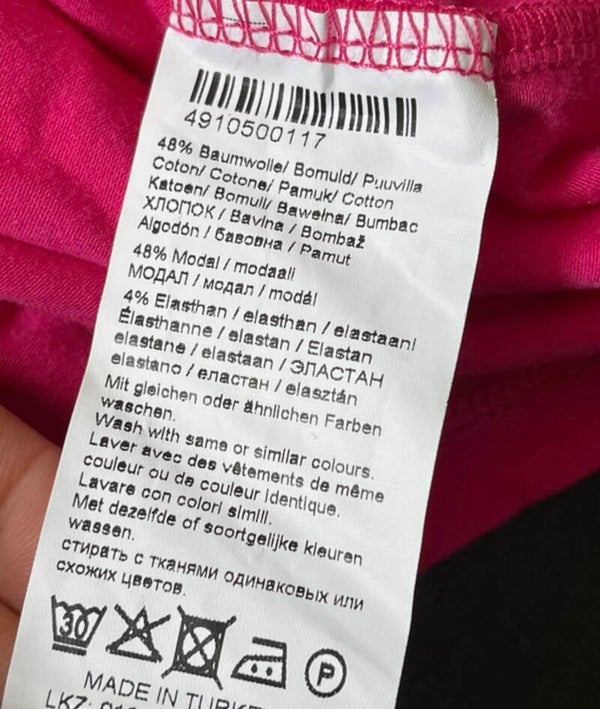 4910500117
48% Baumwolle/ Bomuld/ Puuvilla
Coton/ Cotone/ Pamuk/ Cotton
Katoen/ Bomull/ Bawełna/ Bumbac
ХЛОПОК / Bavlna / Bombaž
Algodón / бавовна / Pamut
48% Modal / modaali
МОДАЛ / модал / modál
4% Elasthan / elasthan / elastaani
Élasthanne / elastan / Elastan
elastane / elastaan / ЭЛАСТАН
elastano / еластан / elasztán
Mit gleichen oder ähnlichen Farben
waschen.
Wash with same or similar colours.
Laver avec des vêtements de même
couleur ou de couleur identique.
Lavare con colori simili.
Met dezelfde of soortgelijke kleuren
wassen.
стирать с тканями одинаковых или
схожих цветов.
30
P
MADE IN
LKZ: